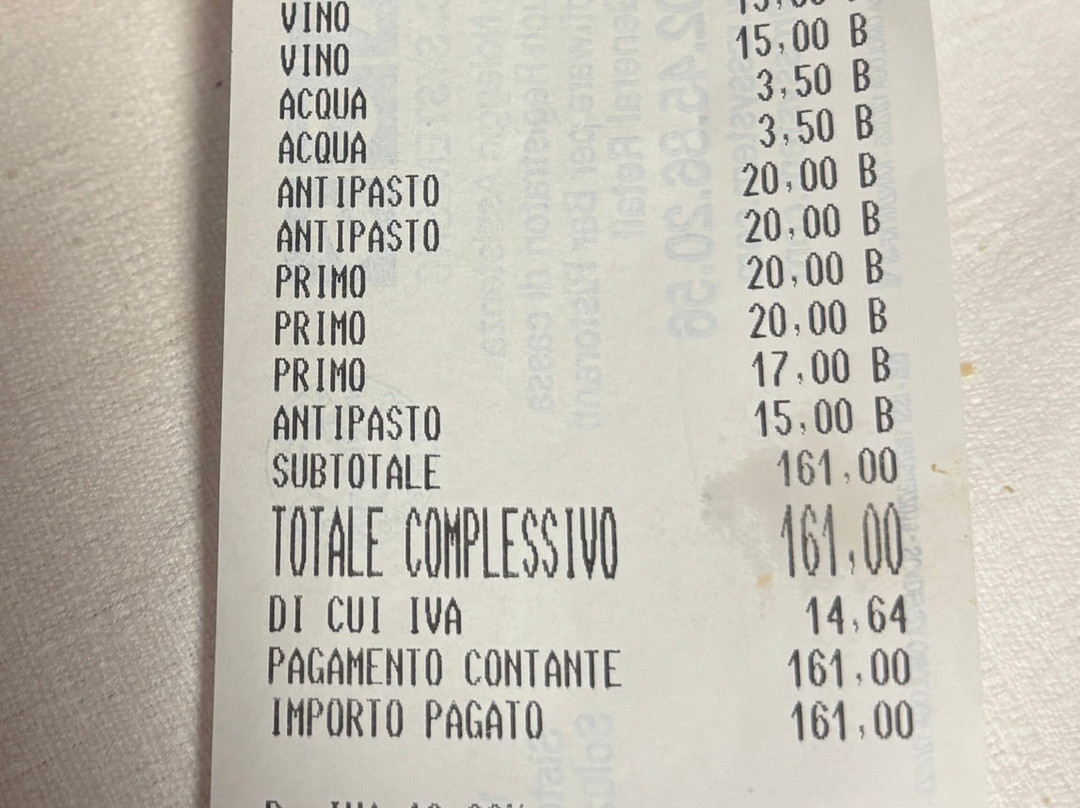 VINO
VINO 15,00 B
ACQUA 3,50 B
ACQUA 3,50 B
ANTIPASTO 20,00 B
ANTIPASTO 20,00 B
PRIMO 20,00 B
PRIMO 20,00 B
PRIMO 17,00 B
ANTIPASTO 15,00 B
SUBTOTALE 161,00
TOTALE COMPLESSIVO 161,00
DI CUI IVA 14,64
PAGAMENTO CONTANTE 161,00
IMPORTO PAGATO 161,00